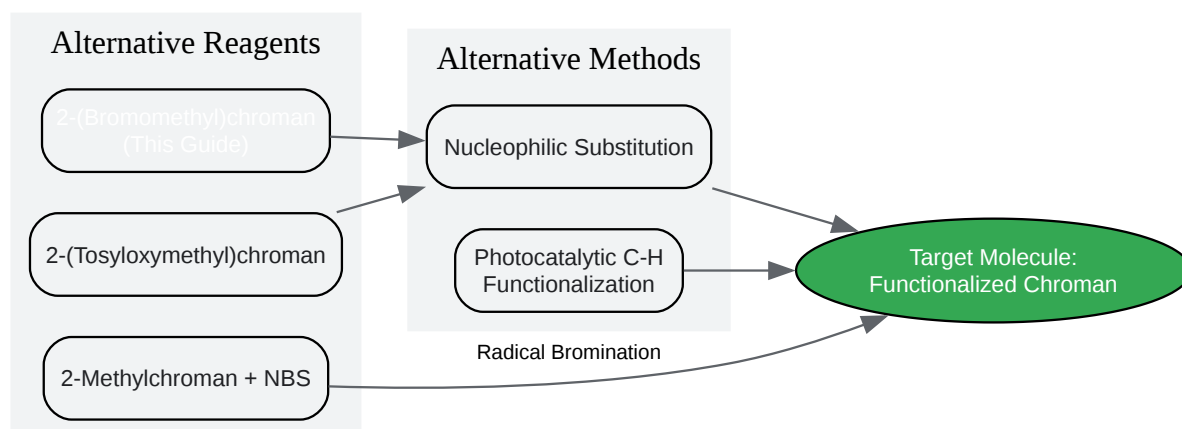 Alternative Reagents
2-(Bromomethyl)chroman
(This Guide)
2-(Tosyloxymethyl)chroman
2-Methylchroman + NBS
Alternative Methods
Nucleophilic Substitution
Photocatalytic C-H
Functionalization
Radical Bromination
Target Molecule:
Functionalized Chroman